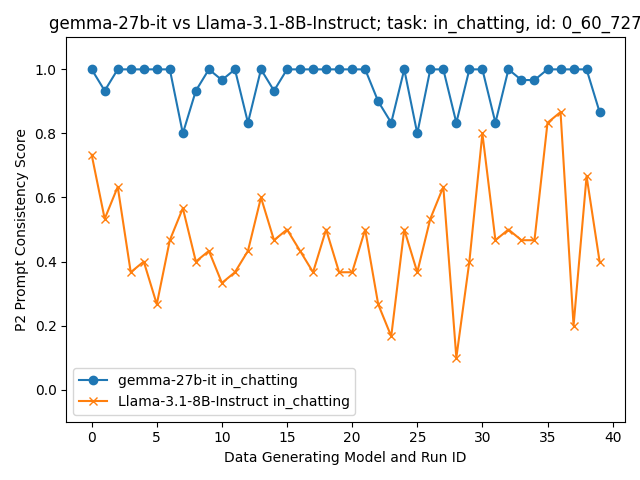 gemma-27b-it vs Llama-3.1-8B-Instruct; task: in_chatting, id: 0_60_727
P2 Prompt Consistency Score
1.0
0.8
0.6
0.4
0.2
0.0
gemma-27b-it in_chatting
Llama-3.1-8B-Instruct in_chatting
0 5 10 15 20 25 30 35 40
Data Generating Model and Run ID